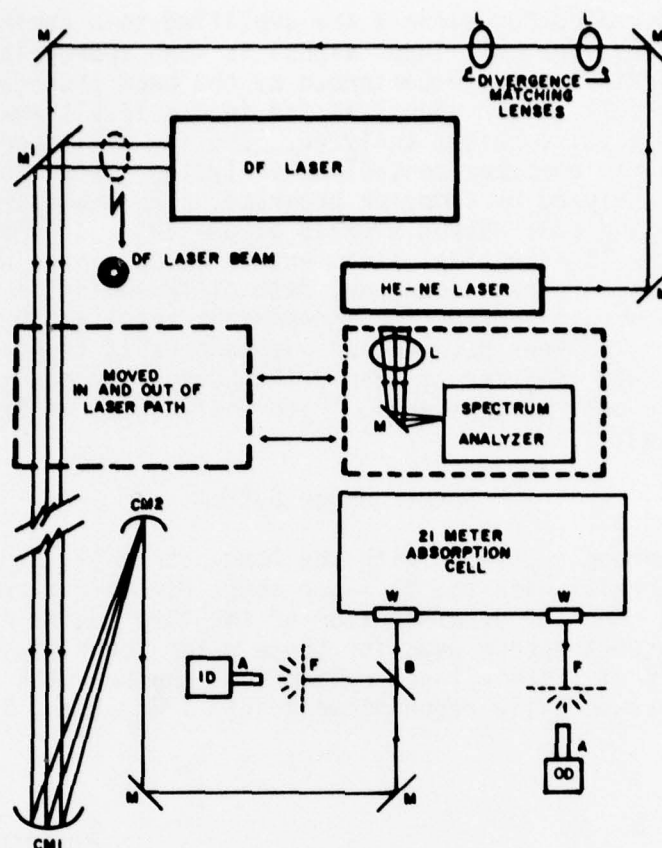 M
L
M
DIVERGENCE
MATCHING
LENSES
M'
DF LASER
DF LASER BEAM
HE-NE LASER
M
MOVED
IN AND OUT OF
LASER PATH
L
M
SPECTRUM
ANALYZER
CM2
21 METER
ABSORPTION
CELL
W
W
ID
A
F
B
F
A
OD
M
M
CM1